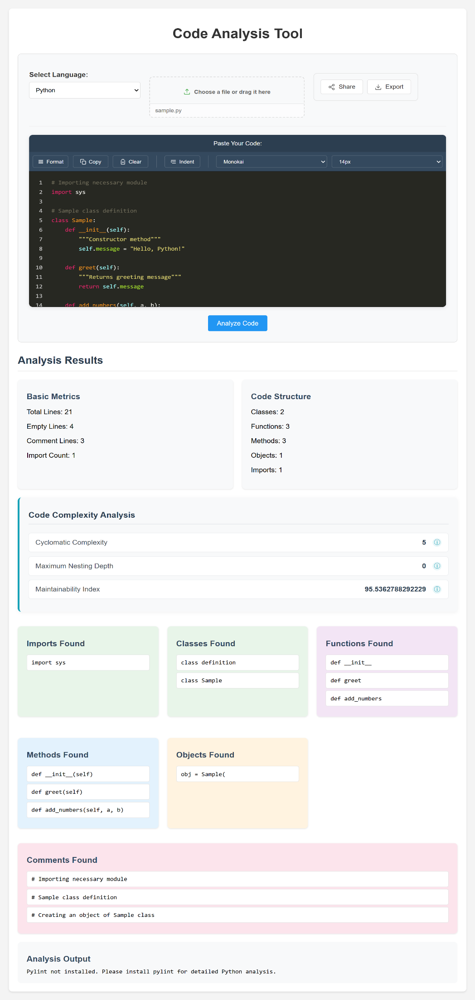 Code Analysis Tool
Select Language:
Python
Choose a file or drag it here
sample.py
Share
Export
Paste Your Code:
Format
Copy
Clear
Indent
Monokai
14px
1 # Importing necessary module
2 import sys
3
4 # Sample class definition
5 class Sample:
6     def __init__(self):
7         """Constructor method"""
8         self.message = "Hello, Python!"
9
10     def greet(self):
11         """Returns greeting message"""
12         return self.message
13
14     def add_numbers(self, a, b):
Analyze Code
Analysis Results
Basic Metrics
Total Lines: 21
Empty Lines: 4
Comment Lines: 3
Import Count: 1
Code Structure
Classes: 2
Functions: 3
Methods: 3
Objects: 1
Imports: 1
Code Complexity Analysis
Cyclomatic Complexity 5
Maximum Nesting Depth 0
Maintainability Index 95.5362788292229
Imports Found
import sys
Classes Found
class definition
class Sample
Functions Found
def __init__
def greet
def add_numbers
Methods Found
def __init__(self)
def greet(self)
def add_numbers(self, a, b)
Objects Found
obj = Sample(
Comments Found
# Importing necessary module
# Sample class definition
# Creating an object of Sample class
Analysis Output
Pylint not installed. Please install pylint for detailed Python analysis.